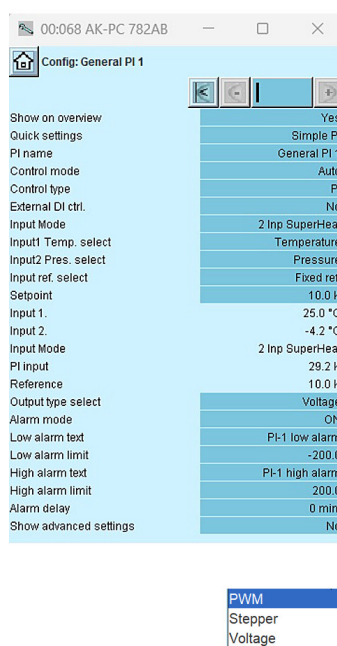 00:068 AK-PC 782AB
Config: General PI 1
Show on overview Yes
Quick settings Simple P
PI name General PI 1
Control mode Auto
Control type P
External DI ctrl. No
Input Mode 2 Inp SuperHea
Input1 Temp. select Temperature
Input2 Pres. select Pressure
Input ref. select Fixed ref
Setpoint 10.0 K
Input 1. 25.0 °C
Input 2. -4.2 °C
Input Mode 2 Inp SuperHea
PI input 29.2 K
Reference 10.0 K
Output type select Voltage
Alarm mode ON
Low alarm text PI-1 low alarm
Low alarm limit -200.0
High alarm text PI-1 high alarm
High alarm limit 200.0
Alarm delay 0 min
Show advanced settings No
PWM
Stepper
Voltage